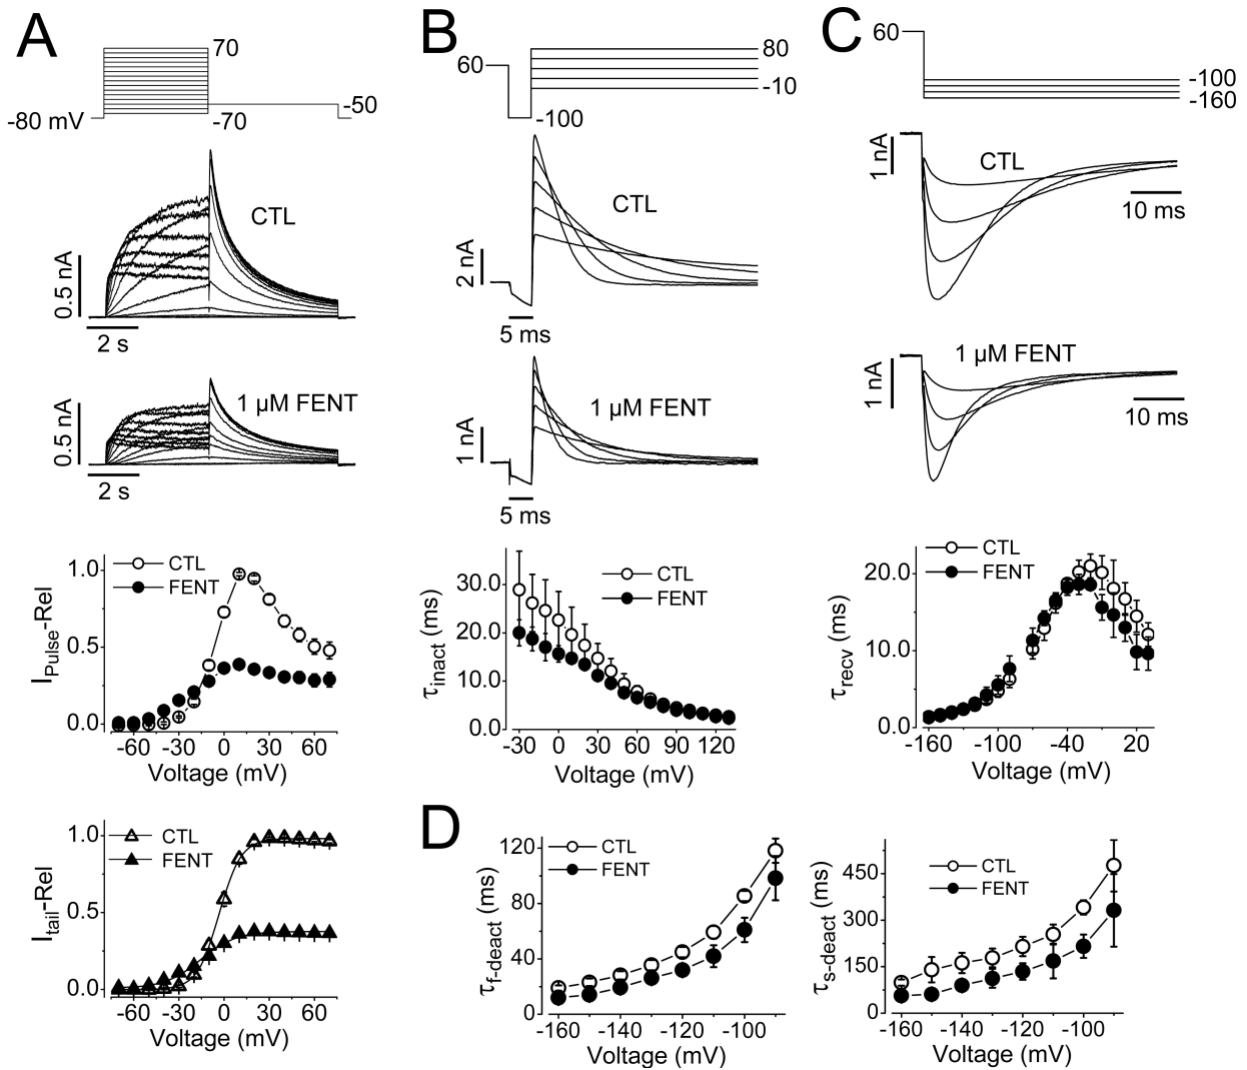 A
70
-80 mV
-70
-50
CTL
0.5 nA
2 s
1 µM FENT
0.5 nA
2 s
CTL
FENT
1.0
0.5
0.0
I_Pulse-Rel
-60 -30 0 30 60
Voltage (mV)
CTL
FENT
1.0
0.5
0.0
I_tail-Rel
-60 -30 0 30 60
Voltage (mV)
B
60
80
-10
-100
CTL
2 nA
5 ms
1 µM FENT
1 nA
5 ms
CTL
FENT
30.0
20.0
10.0
0.0
τ_inact (ms)
-30 0 30 60 90 120
Voltage (mV)
C
60
-100
-160
1 nA
CTL
10 ms
1 µM FENT
1 nA
10 ms
CTL
FENT
20.0
10.0
0.0
τ_recv (ms)
-160 -100 -40 20
Voltage (mV)
D
CTL
FENT
120
80
40
0
τ_f-deact (ms)
-160 -140 -120 -100
Voltage (mV)
CTL
FENT
450
300
150
0
τ_s-deact (ms)
-160 -140 -120 -100
Voltage (mV)